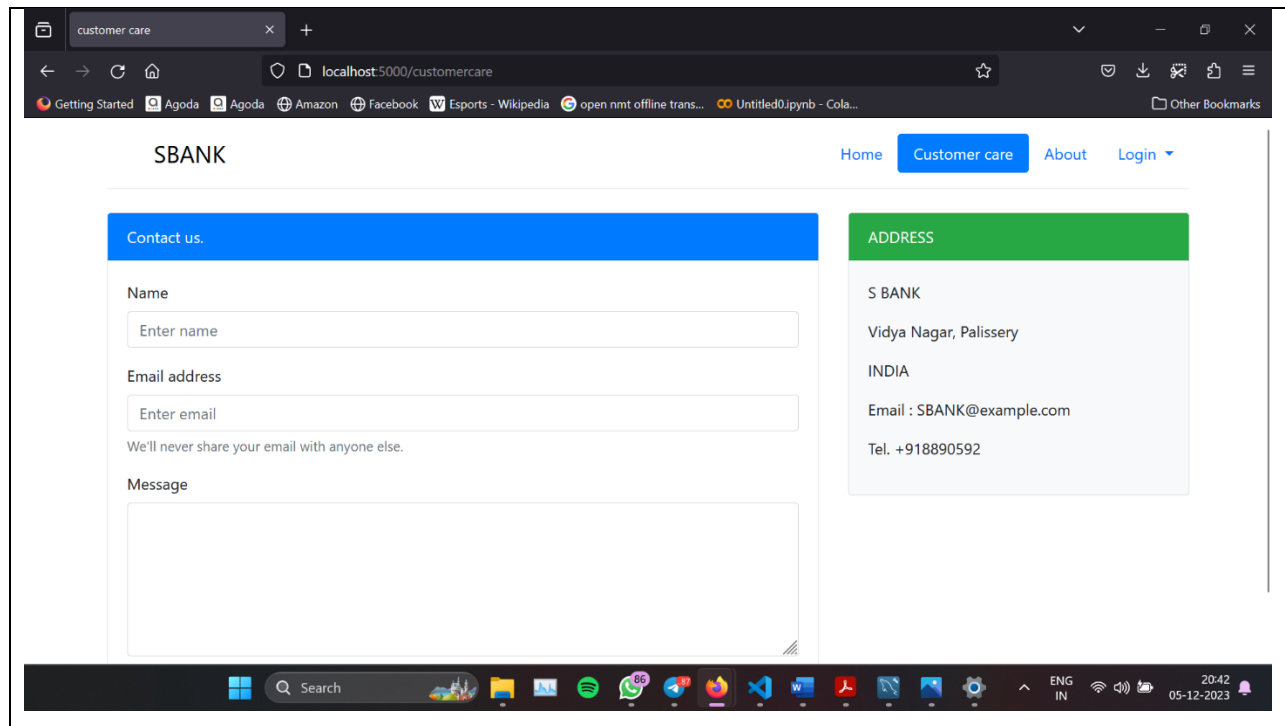 customer care
localhost:5000/customercare
Getting Started Agoda Agoda Amazon Facebook Esports - Wikipedia open nmt offline trans... Untitled0.ipynb - Cola... Other Bookmarks
SBANK Home Customer care About Login
Contact us.
Name
Enter name
Email address
Enter email
We'll never share your email with anyone else.
Message
ADDRESS
S BANK
Vidya Nagar, Palissery
INDIA
Email : SBANK@example.com
Tel. +918890592
Search 86 87 ENG 20:42
IN 05-12-2023